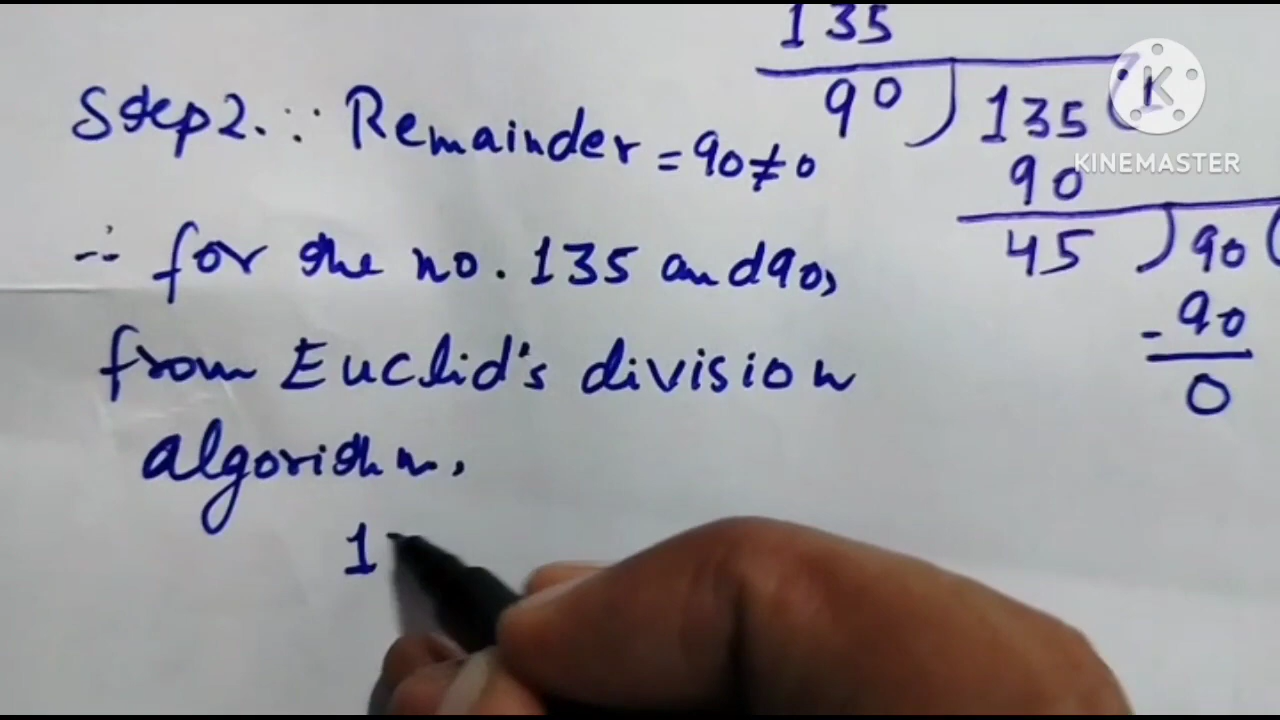 Step2. ∵ Remainder = 90 ≠ 0
∴ for the no. 135 and 90,
from Euclid's division
algorithm,
1
135
90 ) 135 (
90
45 ) 90 (
- 90
0
K
KINEMASTER